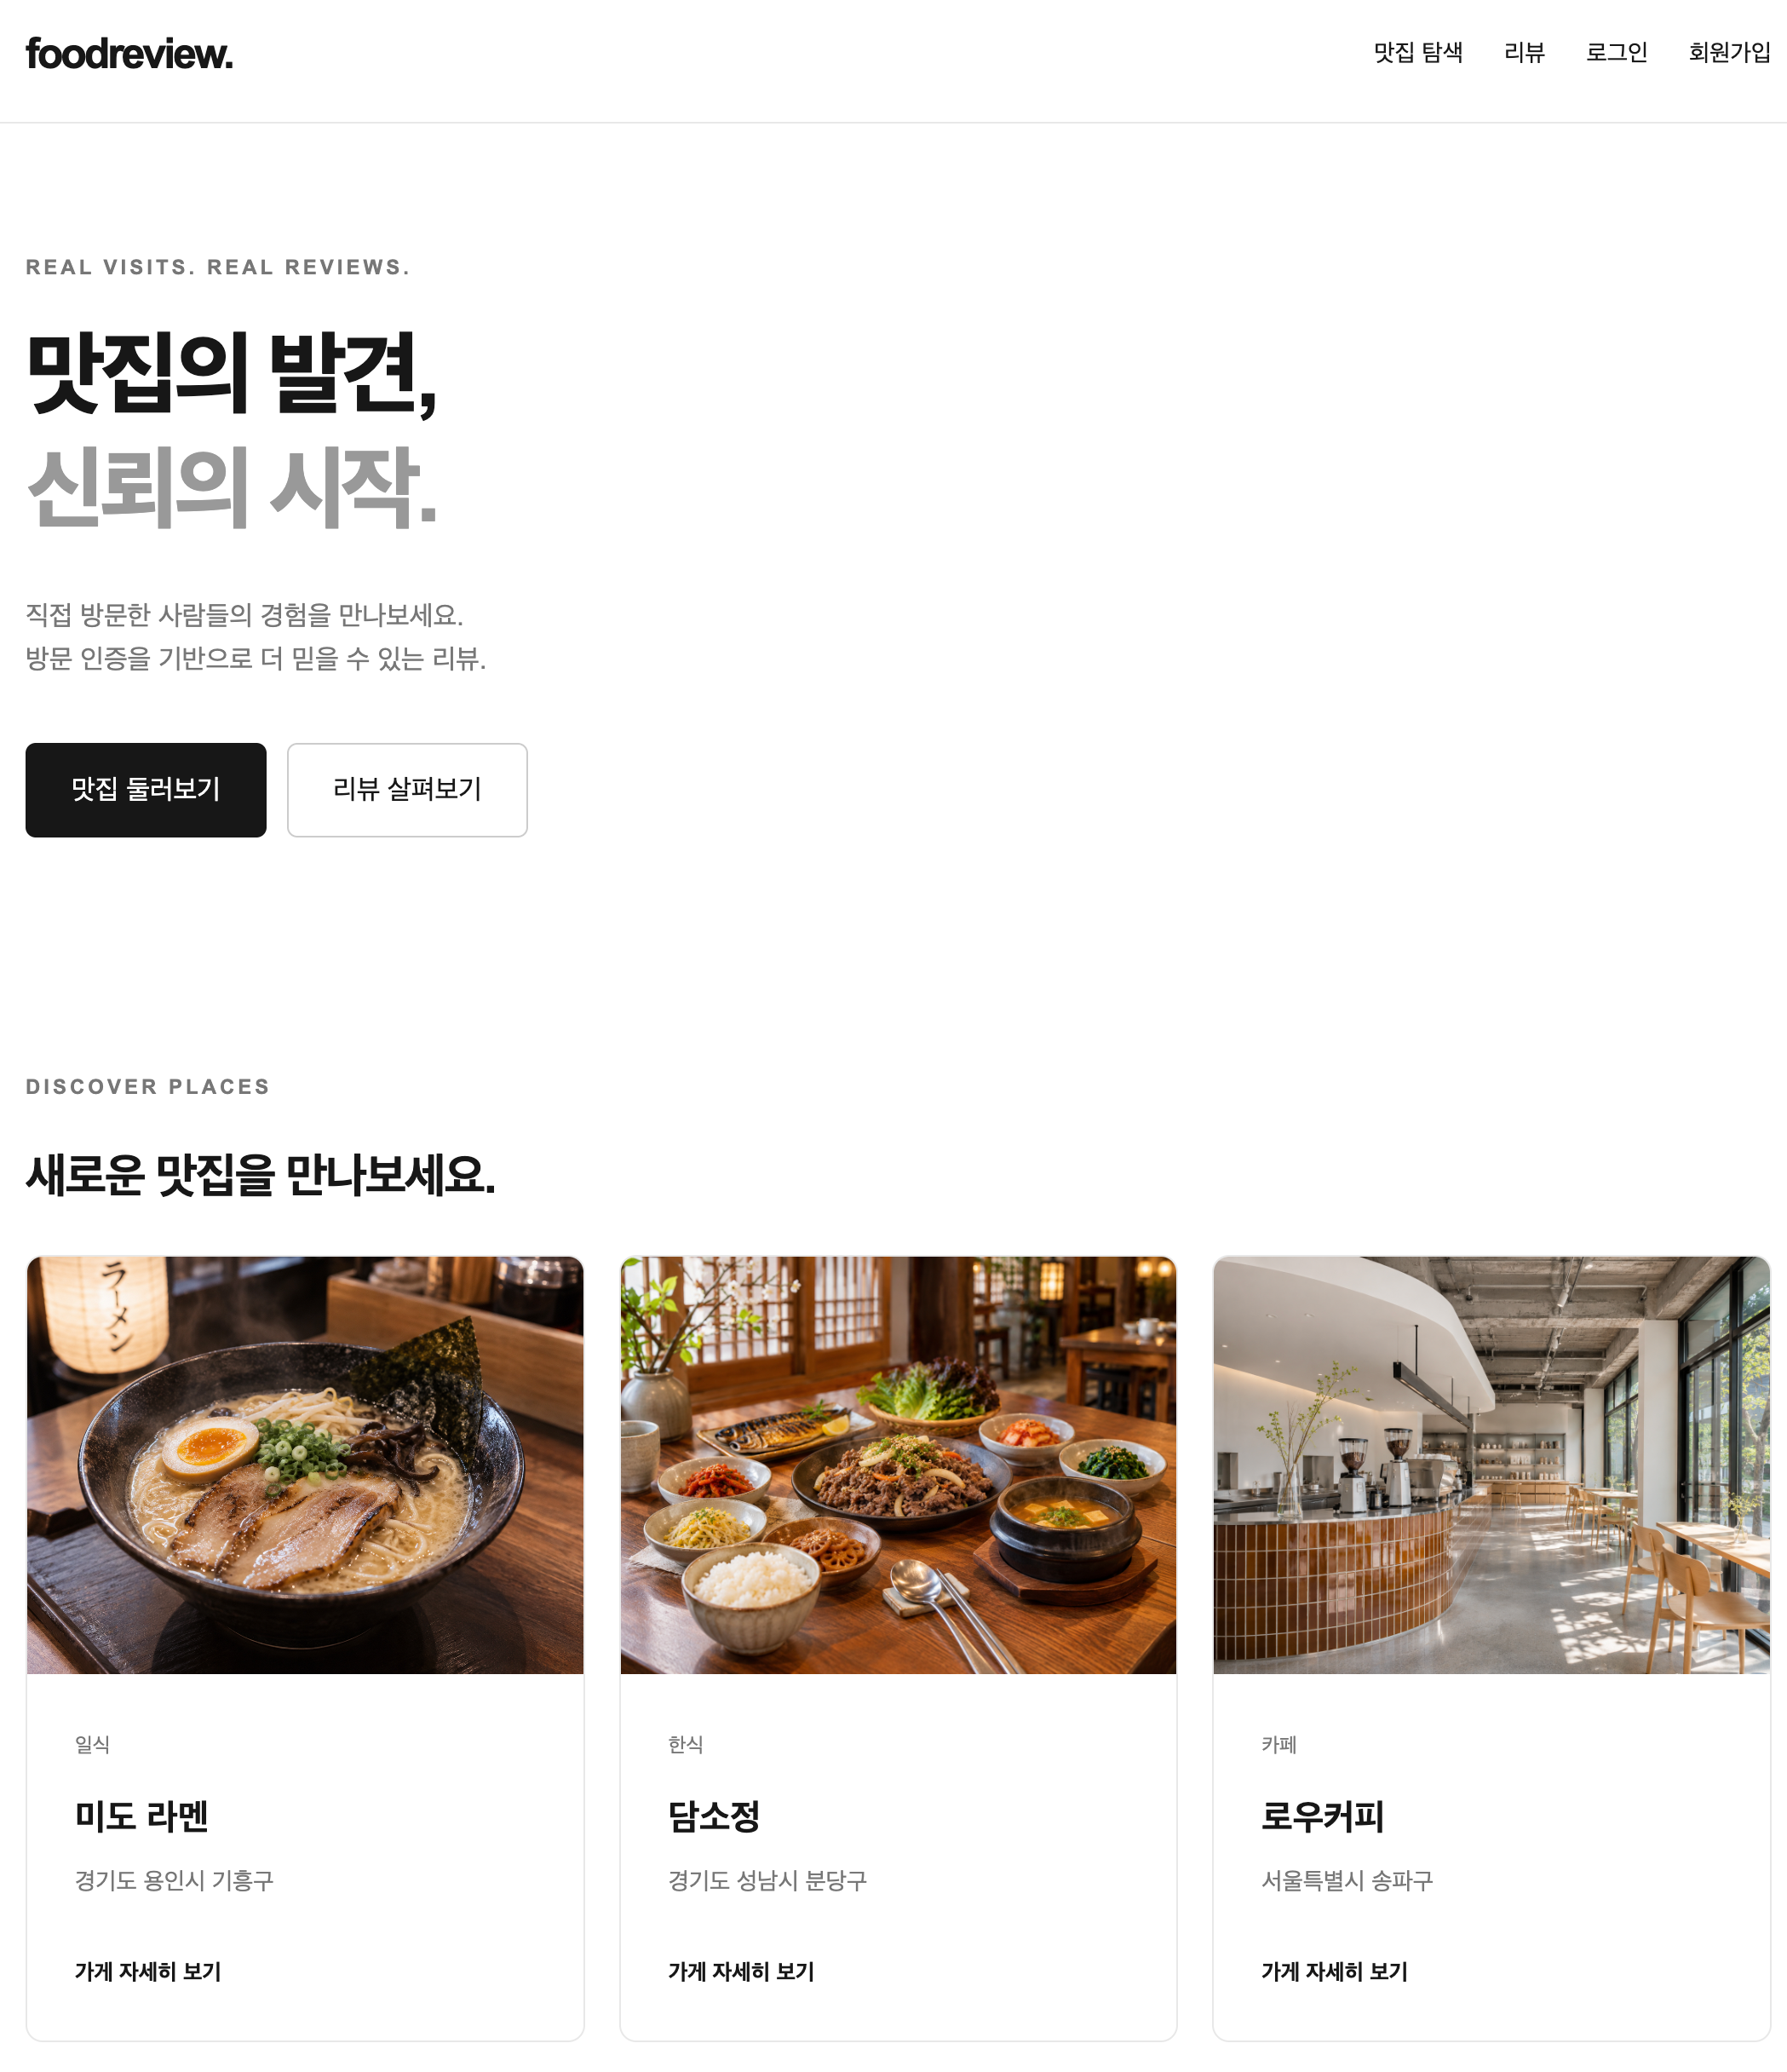 foodreview.
맛집 탐색 리뷰 로그인 회원가입
REAL VISITS. REAL REVIEWS.
맛집의 발견,
신뢰의 시작.
직접 방문한 사람들의 경험을 만나보세요.
방문 인증을 기반으로 더 믿을 수 있는 리뷰.
맛집 둘러보기
리뷰 살펴보기
DISCOVER PLACES
새로운 맛집을 만나보세요.
ラーメン
일식
미도 라멘
경기도 용인시 기흥구
가게 자세히 보기
한식
담소정
경기도 성남시 분당구
가게 자세히 보기
카페
로우커피
서울특별시 송파구
가게 자세히 보기